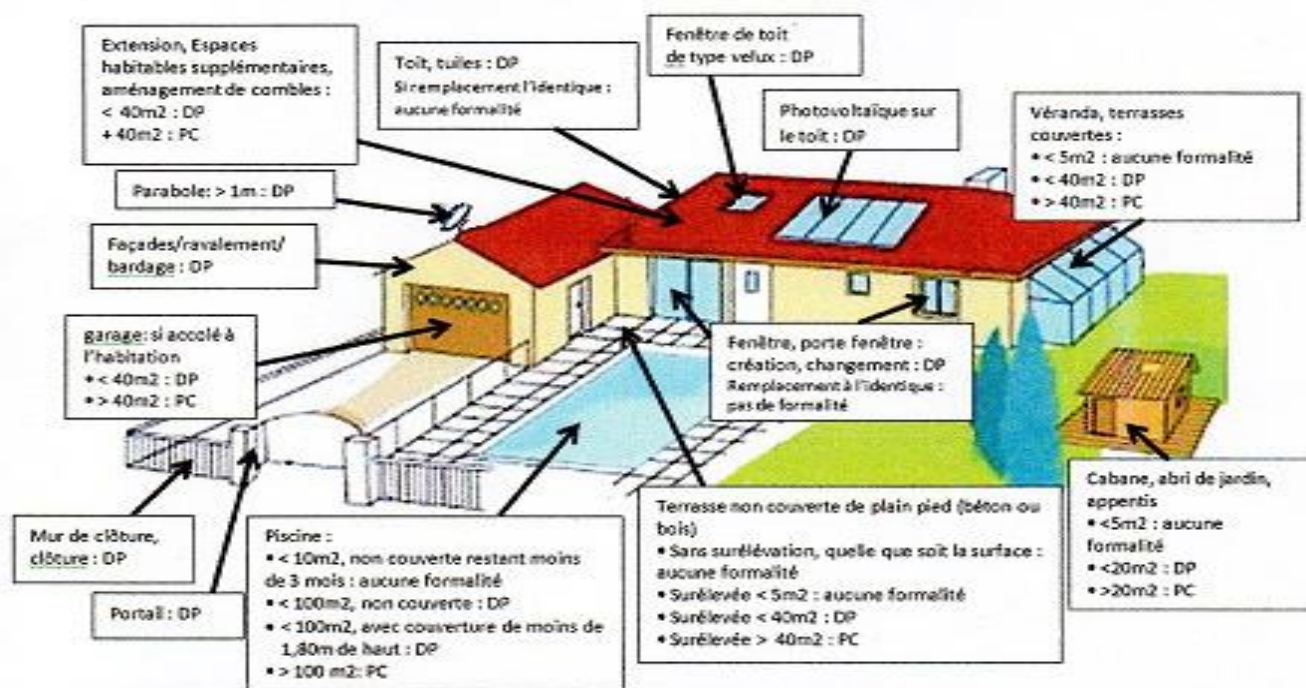 Extension, Espaces
habitables supplémentaires,
aménagement de combles :
< 40m2 : DP
+ 40m2 : PC
Toit, tuiles : DP
Si remplacement l'identique :
aucune formalité
Fenêtre de toit
de type velux : DP
Photovoltaïque sur
le toit : DP
Véranda, terrasses
couvertes :
• < 5m2 : aucune formalité
• < 40m2 : DP
• > 40m2 : PC
Parabole: > 1m : DP
Façades/ravalement/
bardage : DP
garage: si accolé à
l'habitation
• < 40m2 : DP
• > 40m2 : PC
Fenêtre, porte fenêtre :
création, changement : DP
Remplacement à l'identique :
pas de formalité
Mur de clôture,
clôture : DP
Portail : DP
Piscine :
• < 10m2, non couverte restant moins
de 3 mois : aucune formalité
• < 100m2, non couverte : DP
• < 100m2, avec couverture de moins de
1,80m de haut : DP
• > 100 m2: PC
Terrasse non couverte de plain pied (béton ou
bois)
• Sans surélévation, quelle que soit la surface :
aucune formalité
• Surélevée < 5m2 : aucune formalité
• Surélevée < 40m2 : DP
• Surélevée > 40m2 : PC
Cabane, abri de jardin,
appentis
• <5m2 : aucune
formalité
• <20m2 : DP
• >20m2 : PC